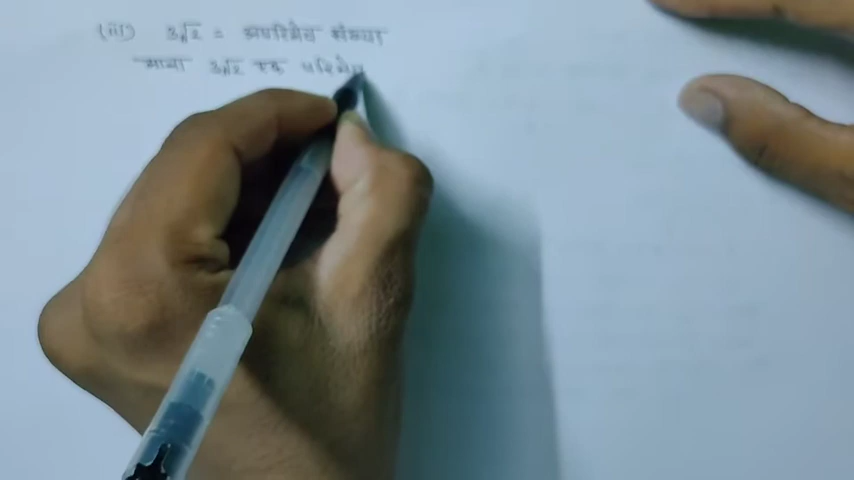 (iii) 3√2 = अपरिमेय संख्या
माना 3√2 एक परिमेय